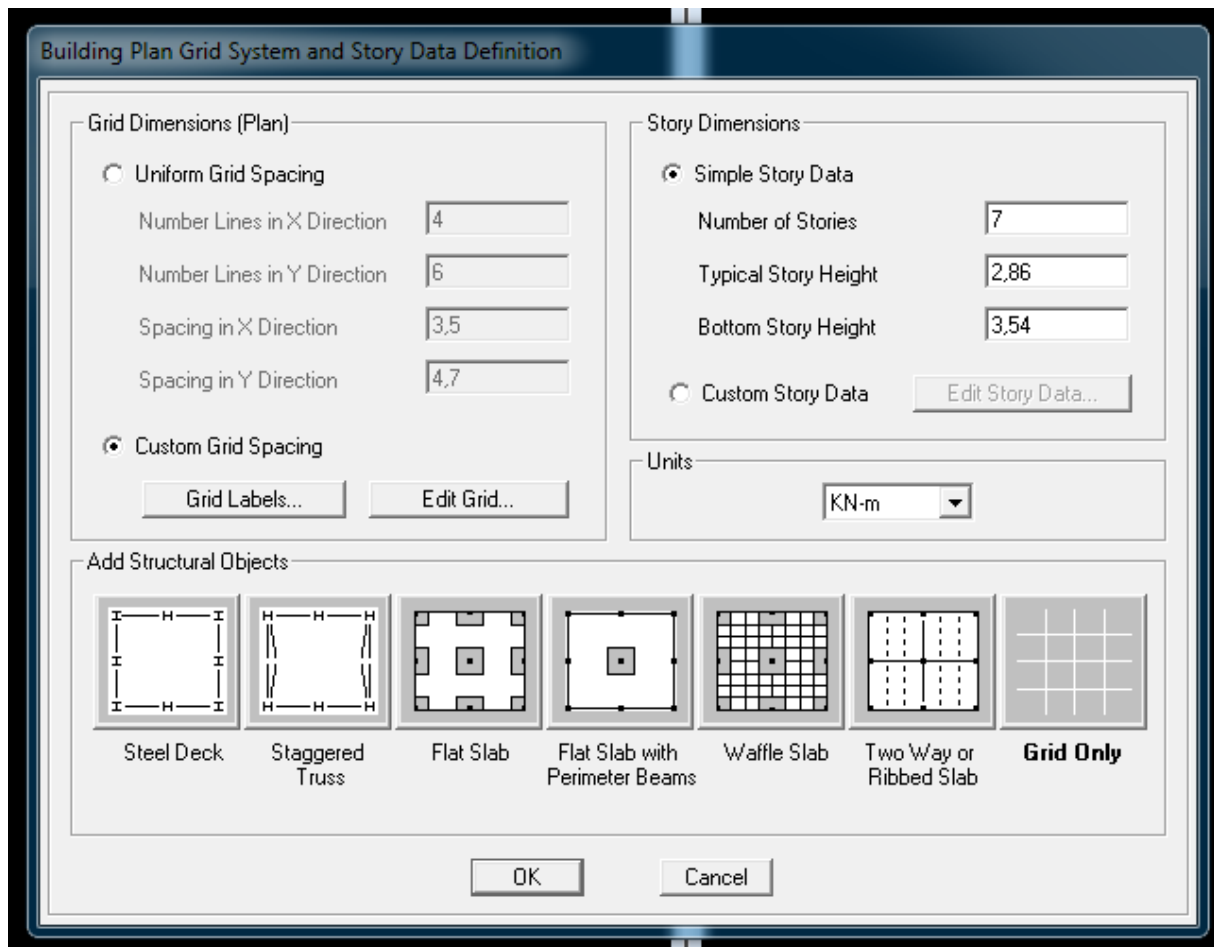 Building Plan Grid System and Story Data Definition
Grid Dimensions (Plan)
Uniform Grid Spacing
Number Lines in X Direction
4
Number Lines in Y Direction
6
Spacing in X Direction
3,5
Spacing in Y Direction
4,7
Custom Grid Spacing
Grid Labels...
Edit Grid...
Story Dimensions
Simple Story Data
Number of Stories
7
Typical Story Height
2,86
Bottom Story Height
3,54
Custom Story Data
Edit Story Data...
Units
KN-m
Add Structural Objects
Steel Deck
Staggered
Truss
Flat Slab
Flat Slab with
Perimeter Beams
Waffle Slab
Two Way or
Ribbed Slab
Grid Only
OK
Cancel